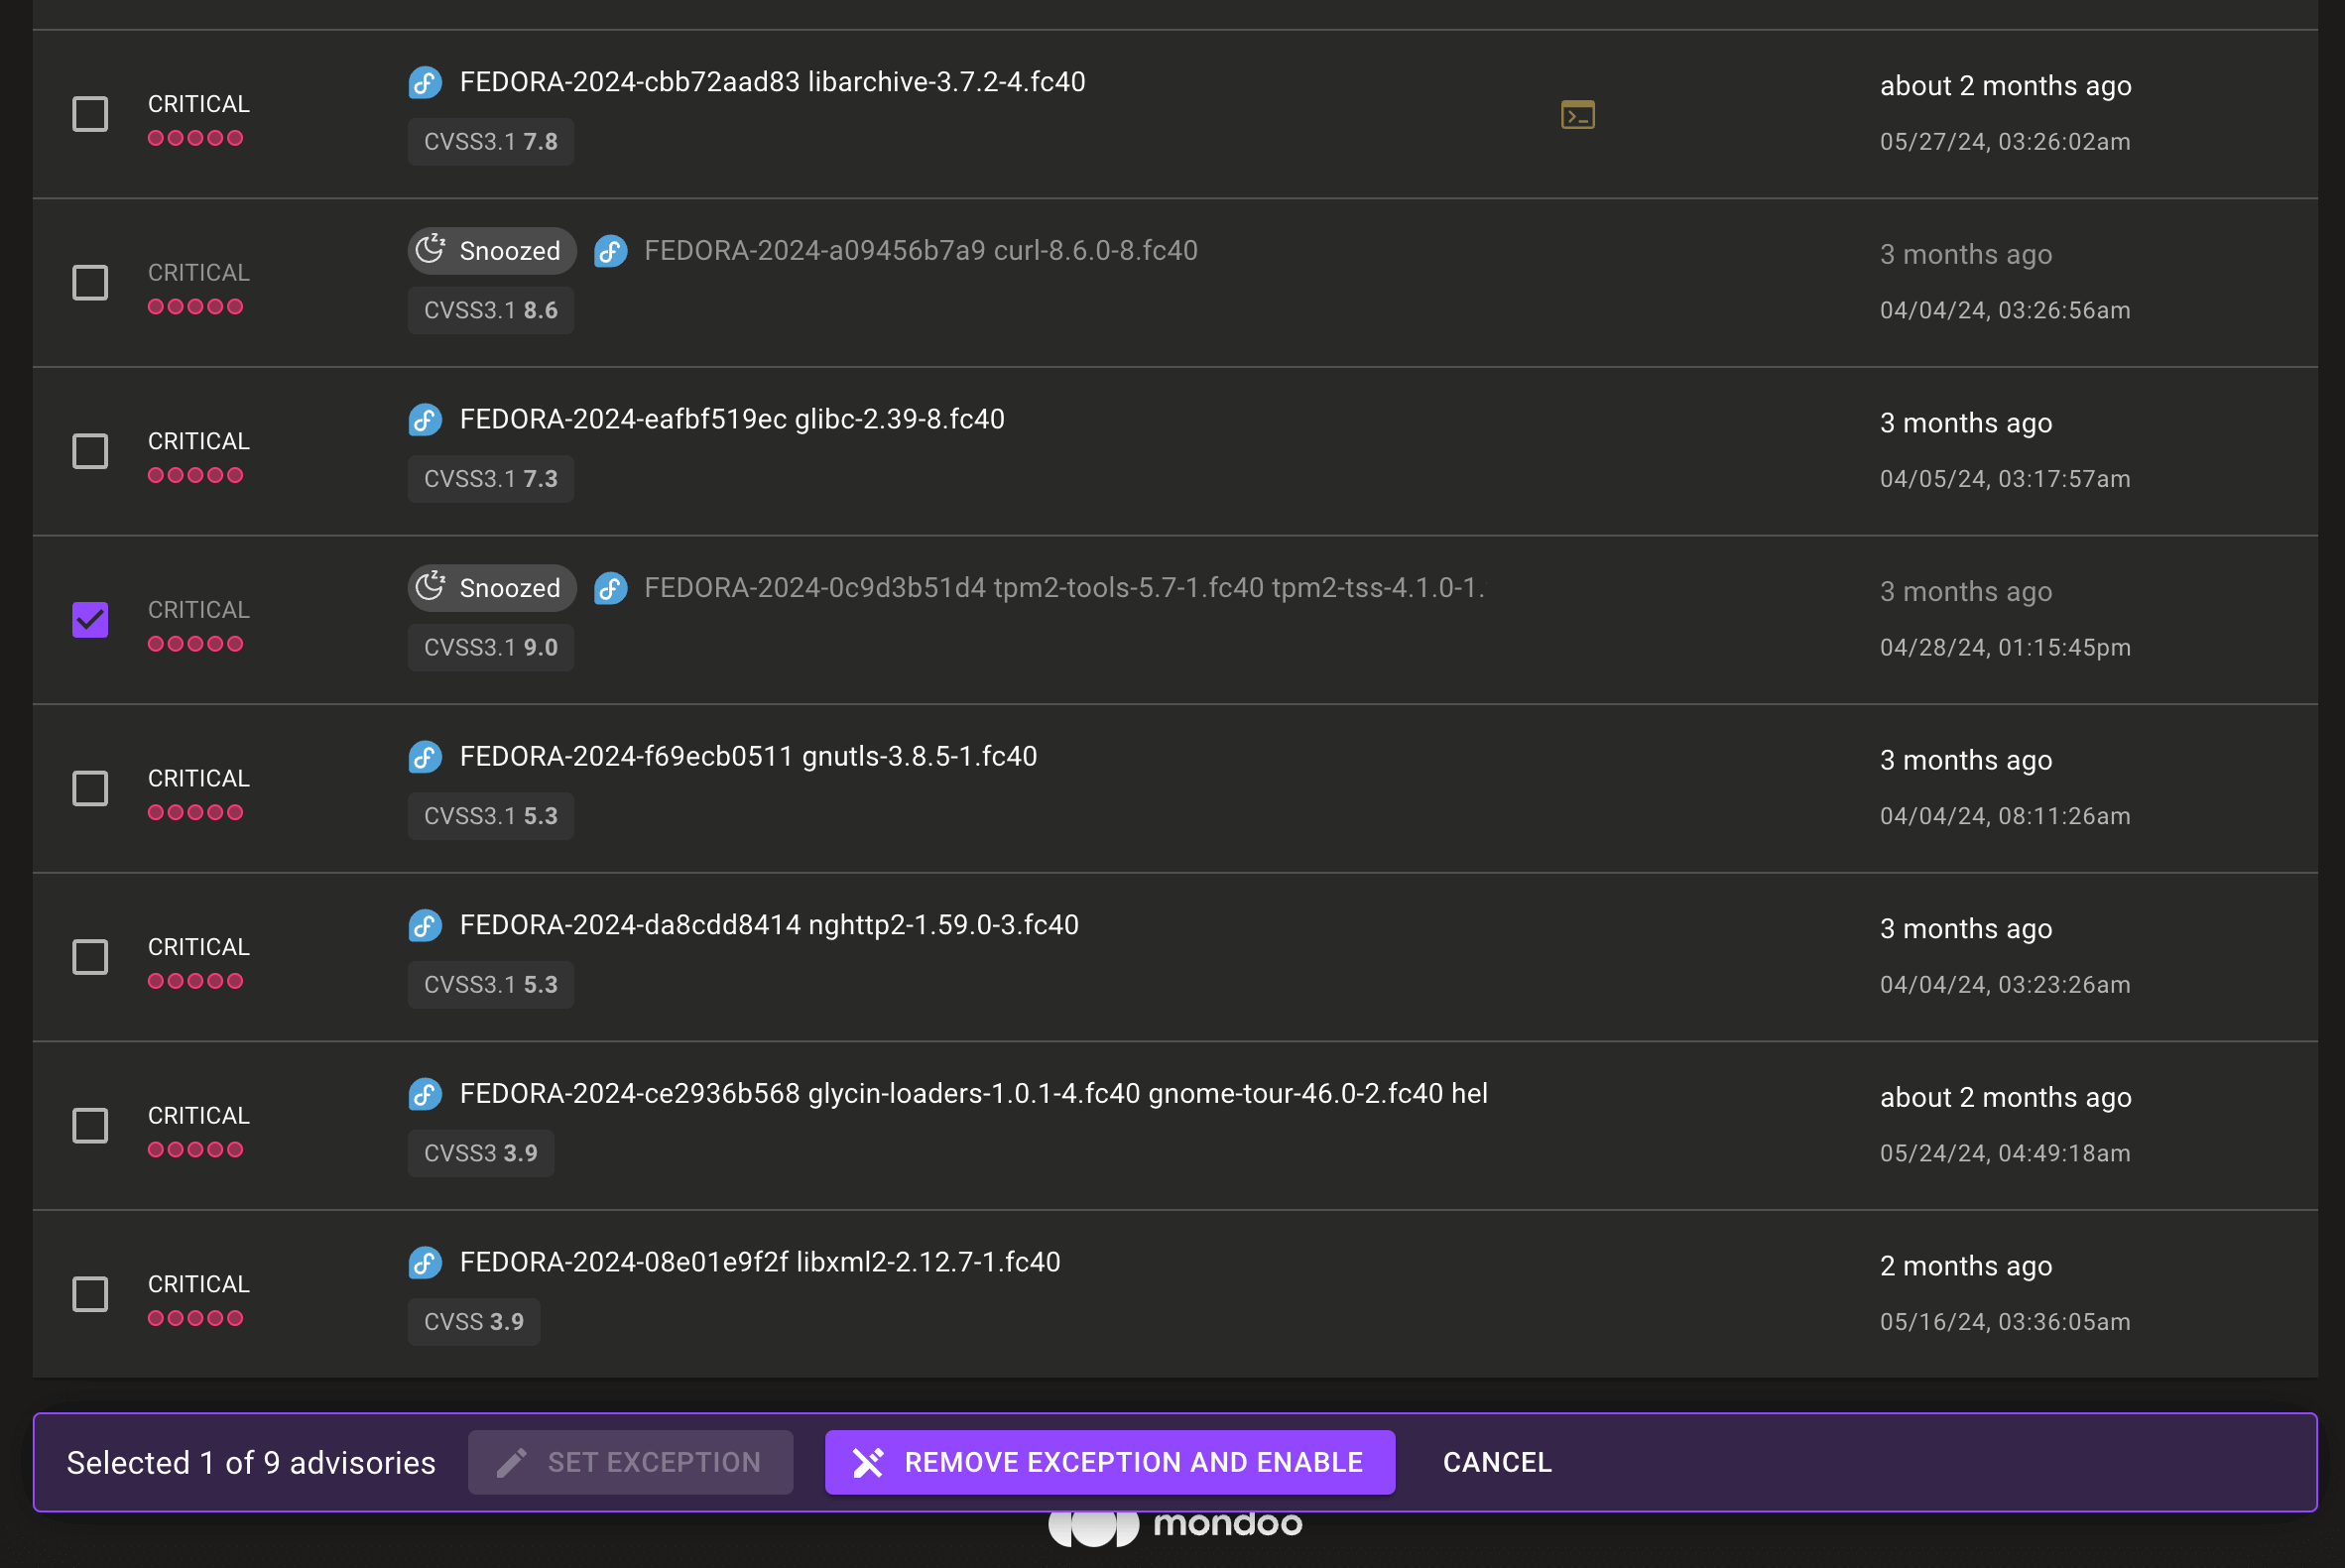 CRITICAL
FEDORA-2024-cbb72aad83 libarchive-3.7.2-4.fc40
CVSS3.1 7.8
about 2 months ago
05/27/24, 03:26:02am
CRITICAL
Snoozed FEDORA-2024-a09456b7a9 curl-8.6.0-8.fc40
CVSS3.1 8.6
3 months ago
04/04/24, 03:26:56am
CRITICAL
FEDORA-2024-eafbf519ec glibc-2.39-8.fc40
CVSS3.1 7.3
3 months ago
04/05/24, 03:17:57am
CRITICAL
Snoozed FEDORA-2024-0c9d3b51d4 tpm2-tools-5.7-1.fc40 tpm2-tss-4.1.0-1.
CVSS3.1 9.0
3 months ago
04/28/24, 01:15:45pm
CRITICAL
FEDORA-2024-f69ecb0511 gnutls-3.8.5-1.fc40
CVSS3.1 5.3
3 months ago
04/04/24, 08:11:26am
CRITICAL
FEDORA-2024-da8cdd8414 nghttp2-1.59.0-3.fc40
CVSS3.1 5.3
3 months ago
04/04/24, 03:23:26am
CRITICAL
FEDORA-2024-ce2936b568 glycin-loaders-1.0.1-4.fc40 gnome-tour-46.0-2.fc40 hel
CVSS3 3.9
about 2 months ago
05/24/24, 04:49:18am
CRITICAL
FEDORA-2024-08e01e9f2f libxml2-2.12.7-1.fc40
CVSS 3.9
2 months ago
05/16/24, 03:36:05am
Selected 1 of 9 advisories SET EXCEPTION REMOVE EXCEPTION AND ENABLE CANCEL
mondoo